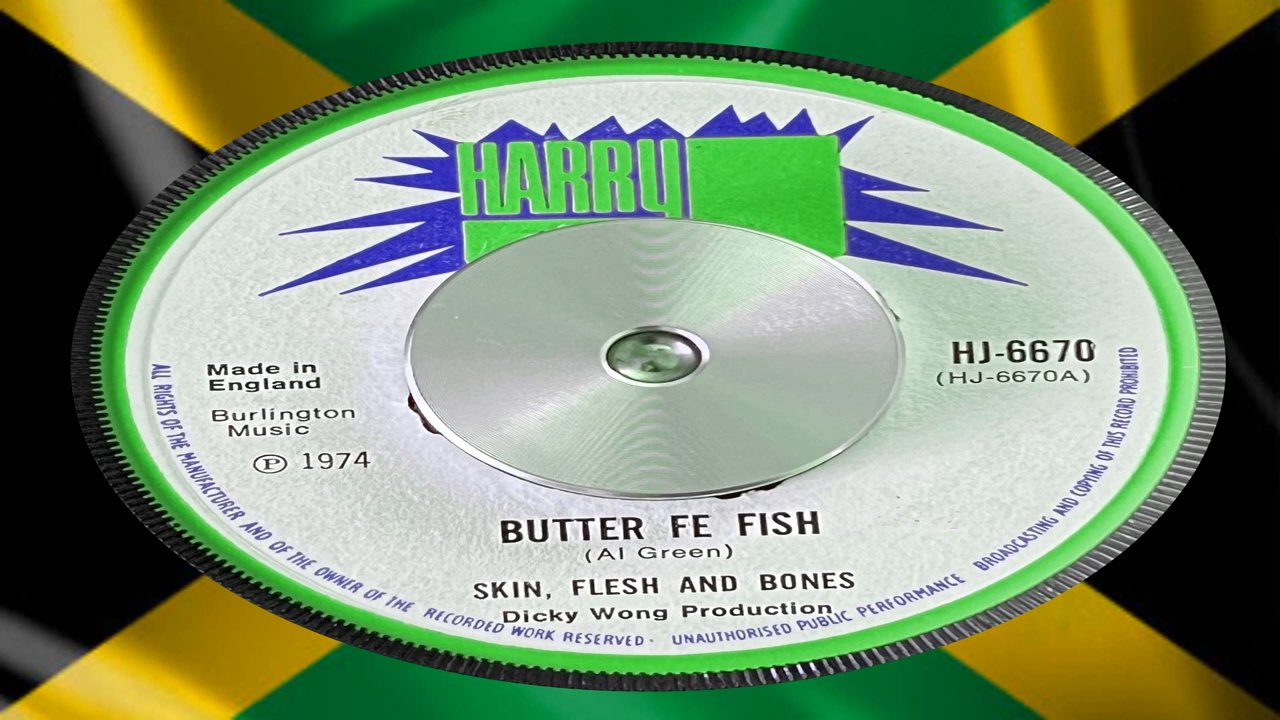 HARRY
Made in
England
Burlington
Music
Ⓟ 1974
HJ-6670
(HJ-6670A)
BUTTER FE FISH
(Al Green)
SKIN, FLESH AND BONES
Dicky Wong Production
ALL RIGHTS OF THE MANUFACTURER AND OF THE OWNER OF THE RECORDED WORK RESERVED · UNAUTHORISED PUBLIC PERFORMANCE BROADCASTING AND COPYING OF THIS RECORD PROHIBITED